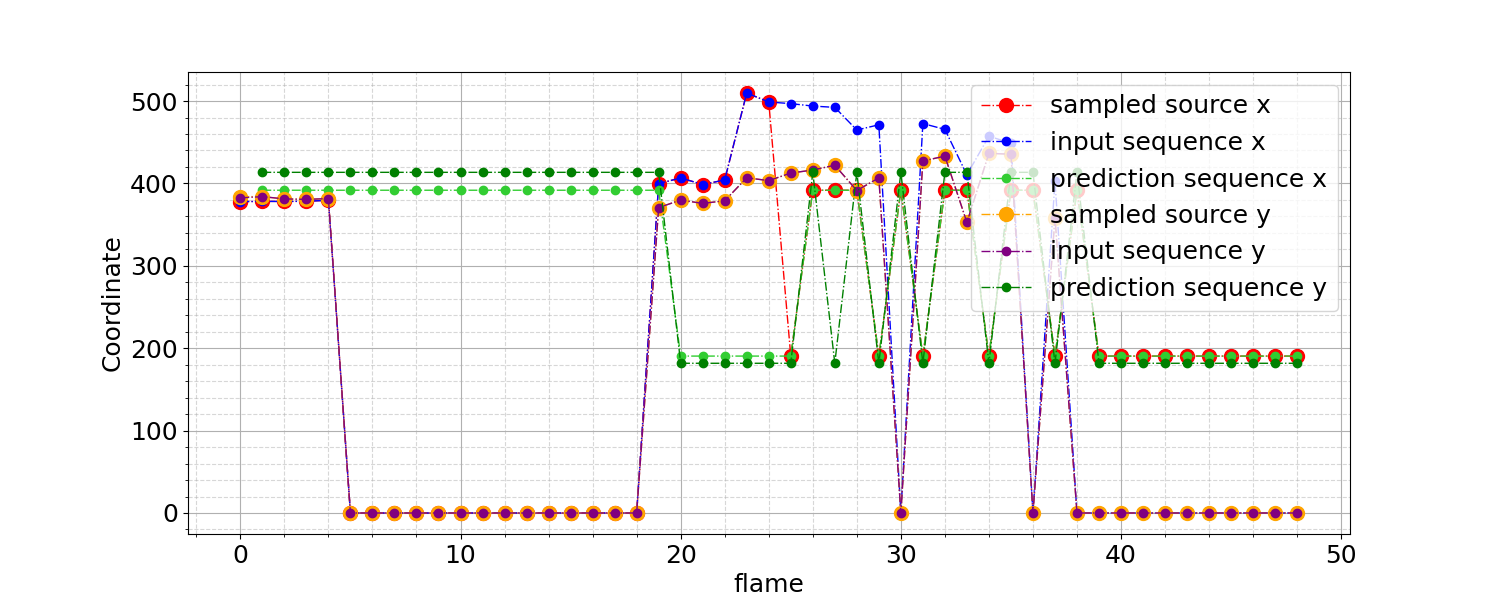 500
400
300
200
100
0
Coordinate
0 10 20 30 40 50
flame
sampled source x
input sequence x
prediction sequence x
sampled source y
input sequence y
prediction sequence y